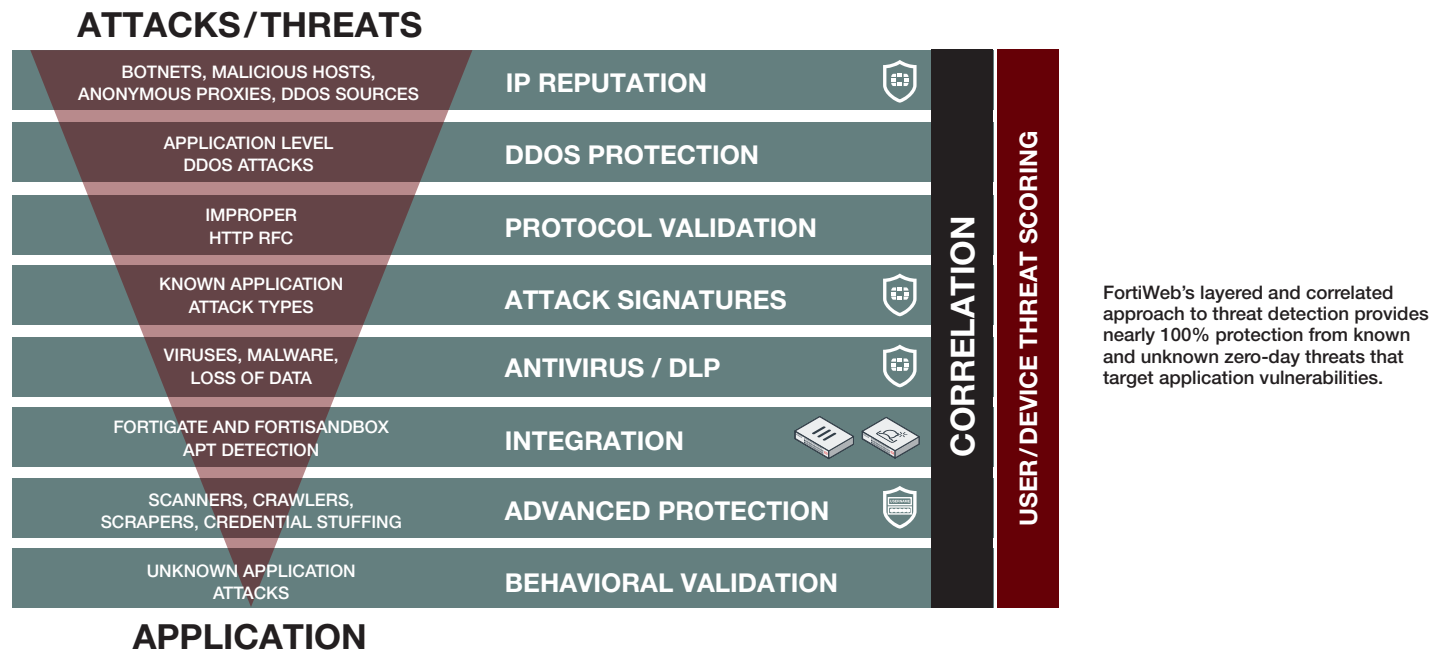 ATTACKS/THREATS
BOTNETS, MALICIOUS HOSTS,
ANONYMOUS PROXIES, DDOS SOURCES
IP REPUTATION
APPLICATION LEVEL
DDOS ATTACKS
DDOS PROTECTION
IMPROPER
HTTP RFC
PROTOCOL VALIDATION
KNOWN APPLICATION
ATTACK TYPES
ATTACK SIGNATURES
VIRUSES, MALWARE,
LOSS OF DATA
ANTIVIRUS / DLP
FORTIGATE AND FORTISANDBOX
APT DETECTION
INTEGRATION
SCANNERS, CRAWLERS,
SCRAPERS, CREDENTIAL STUFFING
ADVANCED PROTECTION
UNKNOWN APPLICATION
ATTACKS
BEHAVIORAL VALIDATION
APPLICATION
CORRELATION
USER/DEVICE THREAT SCORING
FortiWeb’s layered and correlated
approach to threat detection provides
nearly 100% protection from known
and unknown zero-day threats that
target application vulnerabilities.